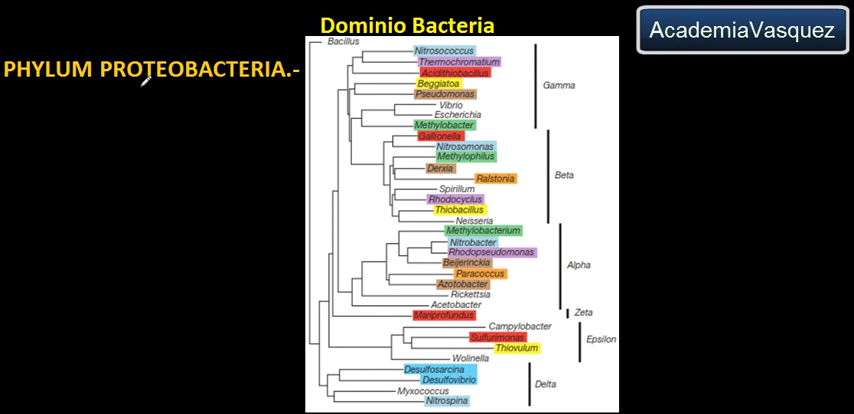 Dominio Bacteria
AcademiaVasquez
PHYLUM PROTEOBACTERIA.-
Bacillus
Nitrosococcus
Thermochromatium
Acidithiobacillus
Beggiatoa
Pseudomonas
Vibrio
Escherichia
Methylobacter
Gamma
Gallionella
Nitrosomonas
Methylophilus
Derxia
Ralstonia
Spirillum
Rhodocyclus
Thiobacillus
Neisseria
Beta
Methylobacterium
Nitrobacter
Rhodopseudomonas
Beijerinckia
Paracoccus
Azotobacter
Rickettsia
Acetobacter
Alpha
Mariprofundus
Zeta
Campylobacter
Sulfurimonas
Thiovulum
Wolinella
Epsilon
Desulfosarcina
Desulfovibrio
Myxococcus
Nitrospina
Delta